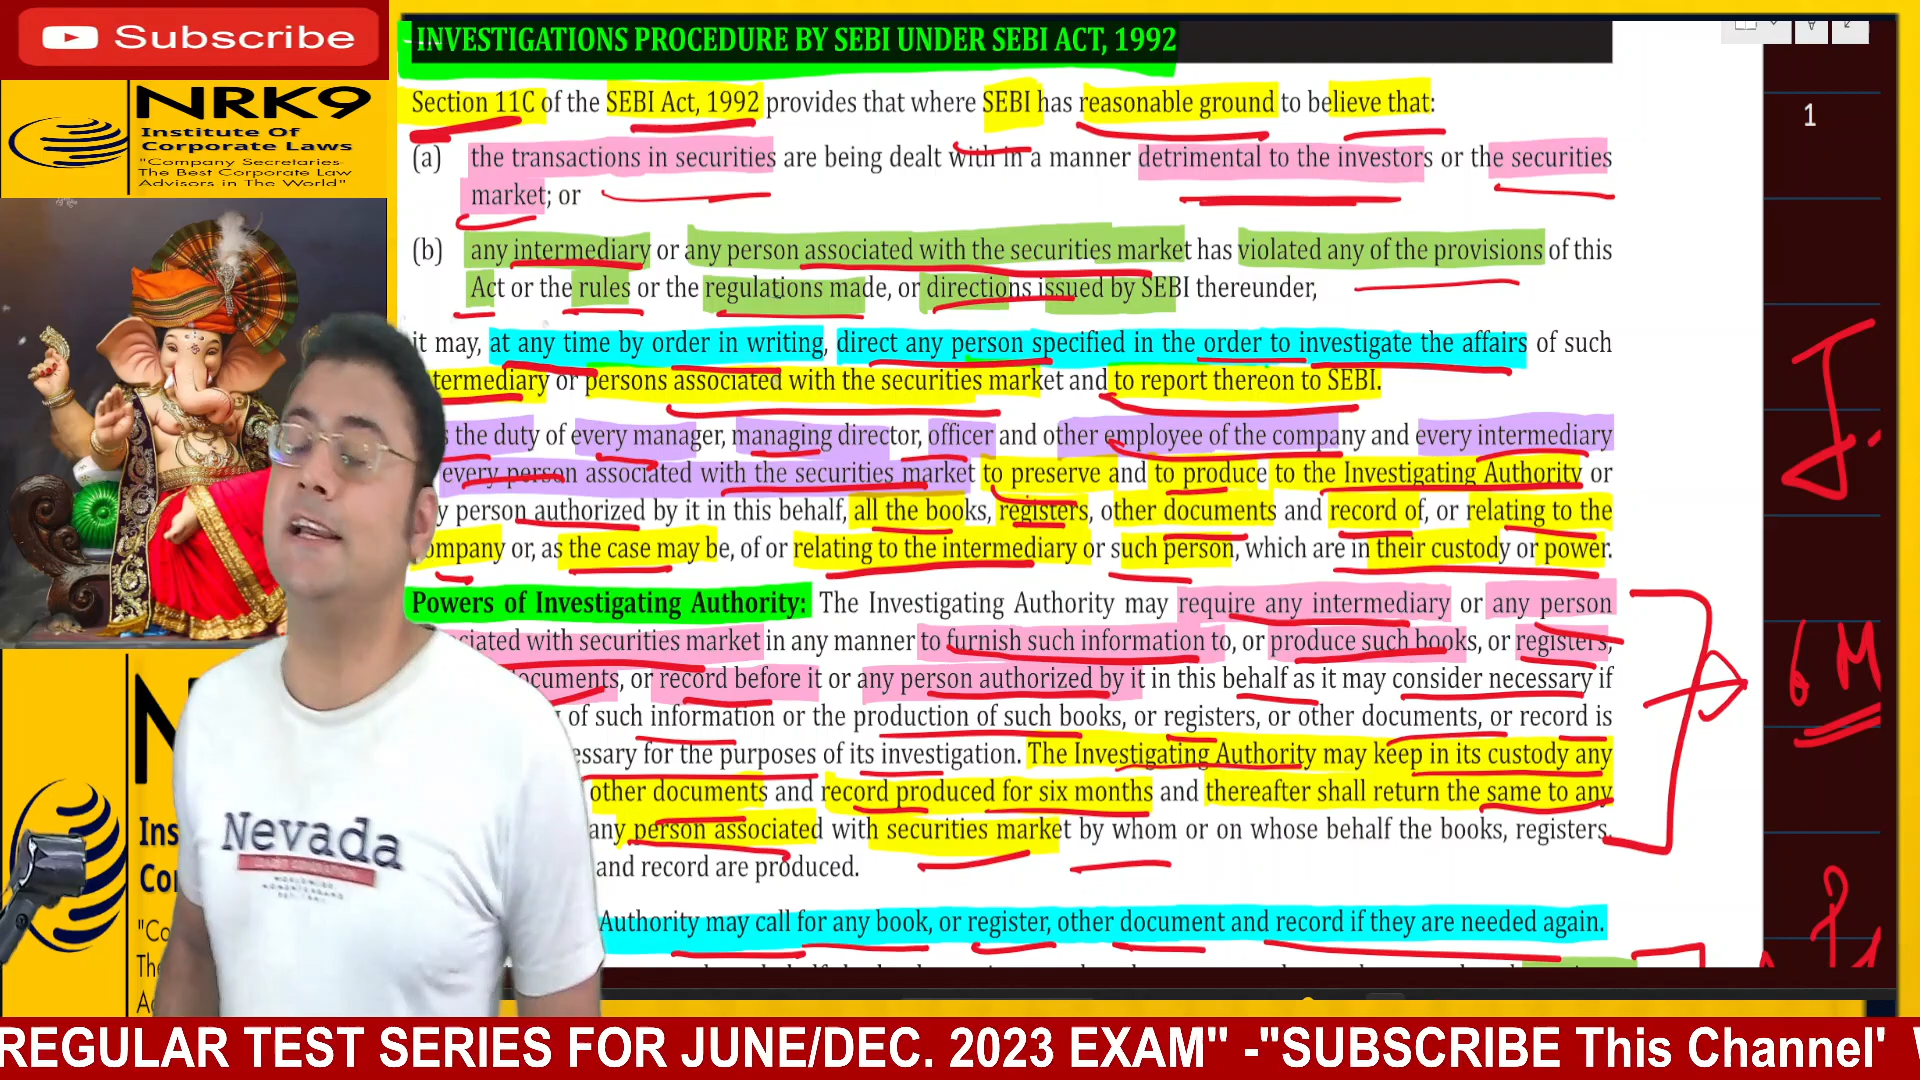 Subscribe
NRK9
Institute Of
Corporate Laws
"Company Secretaries-
The Best Corporate Law
Advisors in The World"
INVESTIGATIONS PROCEDURE BY SEBI UNDER SEBI ACT, 1992
Section 11C of the SEBI Act, 1992 provides that where SEBI has reasonable ground to believe that:
(a) the transactions in securities are being dealt with in a manner detrimental to the investors or the securities
market; or
(b) any intermediary or any person associated with the securities market has violated any of the provisions of this
Act or the rules or the regulations made, or directions issued by SEBI thereunder,
it may, at any time by order in writing, direct any person specified in the order to investigate the affairs of such
termediary or persons associated with the securities market and to report thereon to SEBI.
the duty of every manager, managing director, officer and other employee of the company and every intermediary
every person associated with the securities market to preserve and to produce to the Investigating Authority or
y person authorized by it in this behalf, all the books, registers, other documents and record of, or relating to the
ompany or, as the case may be, of or relating to the intermediary or such person, which are in their custody or power.
Powers of Investigating Authority: The Investigating Authority may require any intermediary or any person
iated with securities market in any manner to furnish such information to, or produce such books, or registers,
ocuments, or record before it or any person authorized by it in this behalf as it may consider necessary if
of such information or the production of such books, or registers, or other documents, or record is
ssary for the purposes of its investigation. The Investigating Authority may keep in its custody any
other documents and record produced for six months and thereafter shall return the same to any
any person associated with securities market by whom or on whose behalf the books, registers,
and record are produced.
Authority may call for any book, or register, other document and record if they are needed again.
1
6 M
N
Ins
Cor
"Co
The
Ad
Nevada
REGULAR TEST SERIES FOR JUNE/DEC. 2023 EXAM" -"SUBSCRIBE This Channel' W